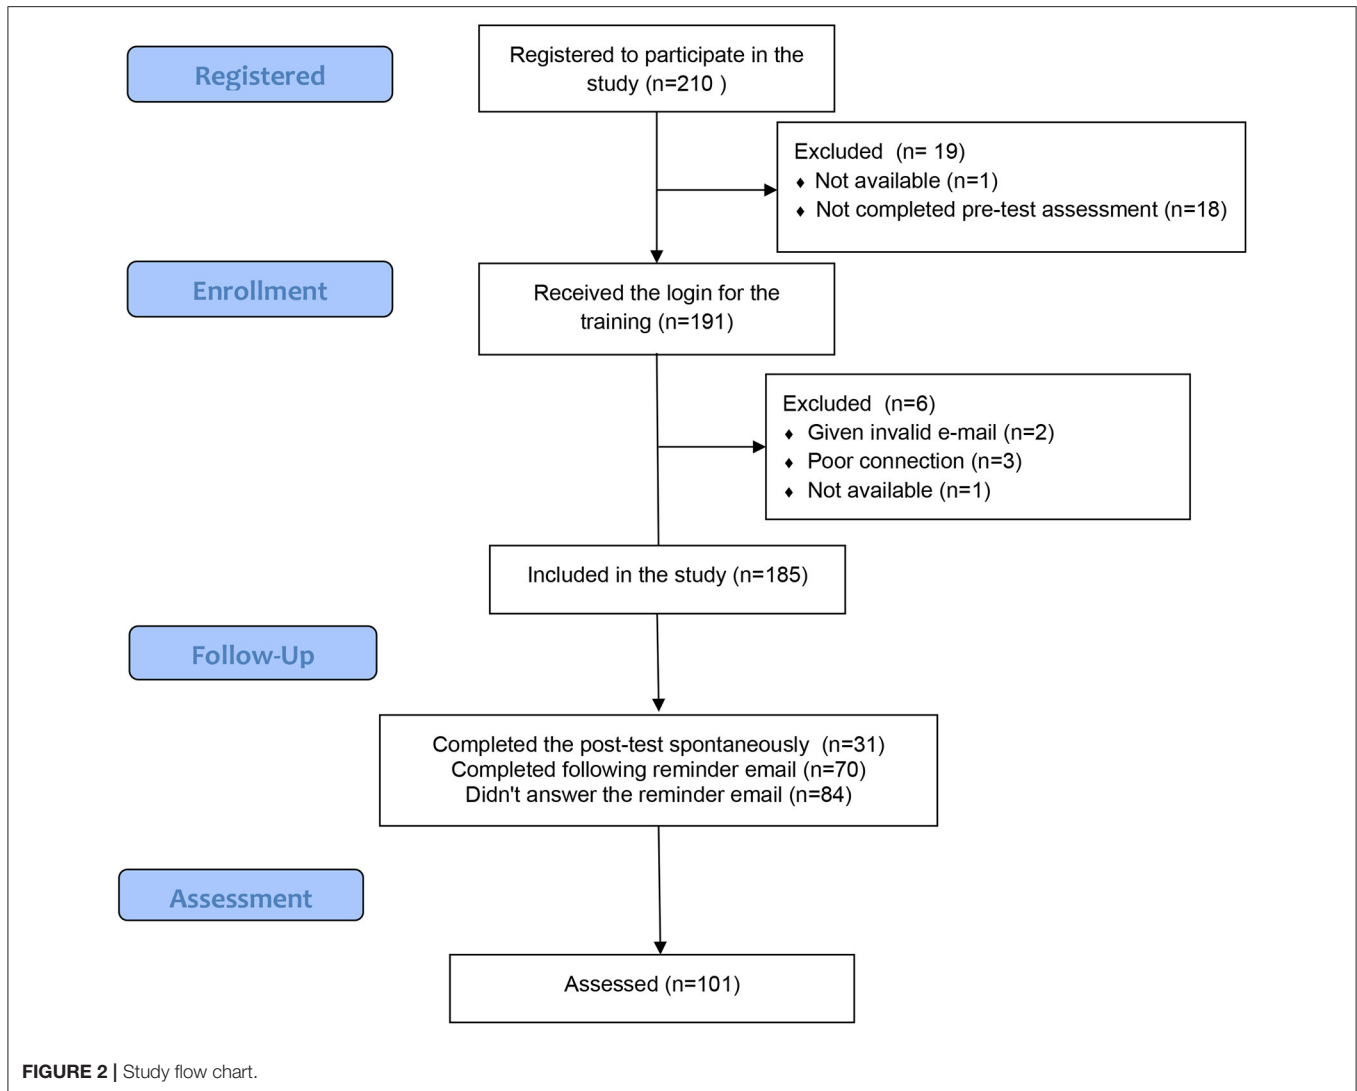 Registered
Registered to participate in the
study (n=210 )
Excluded  (n= 19)
♦ Not available (n=1)
♦ Not completed pre-test assessment (n=18)
Enrollment
Received the login for the
training (n=191)
Excluded  (n=6)
♦ Given invalid e-mail (n=2)
♦ Poor connection (n=3)
♦ Not available (n=1)
Included in the study (n=185)
Follow-Up
Completed the post-test spontaneously  (n=31)
Completed following reminder email (n=70)
Didn't answer the reminder email (n=84)
Assessment
Assessed (n=101)
FIGURE 2 | Study flow chart.